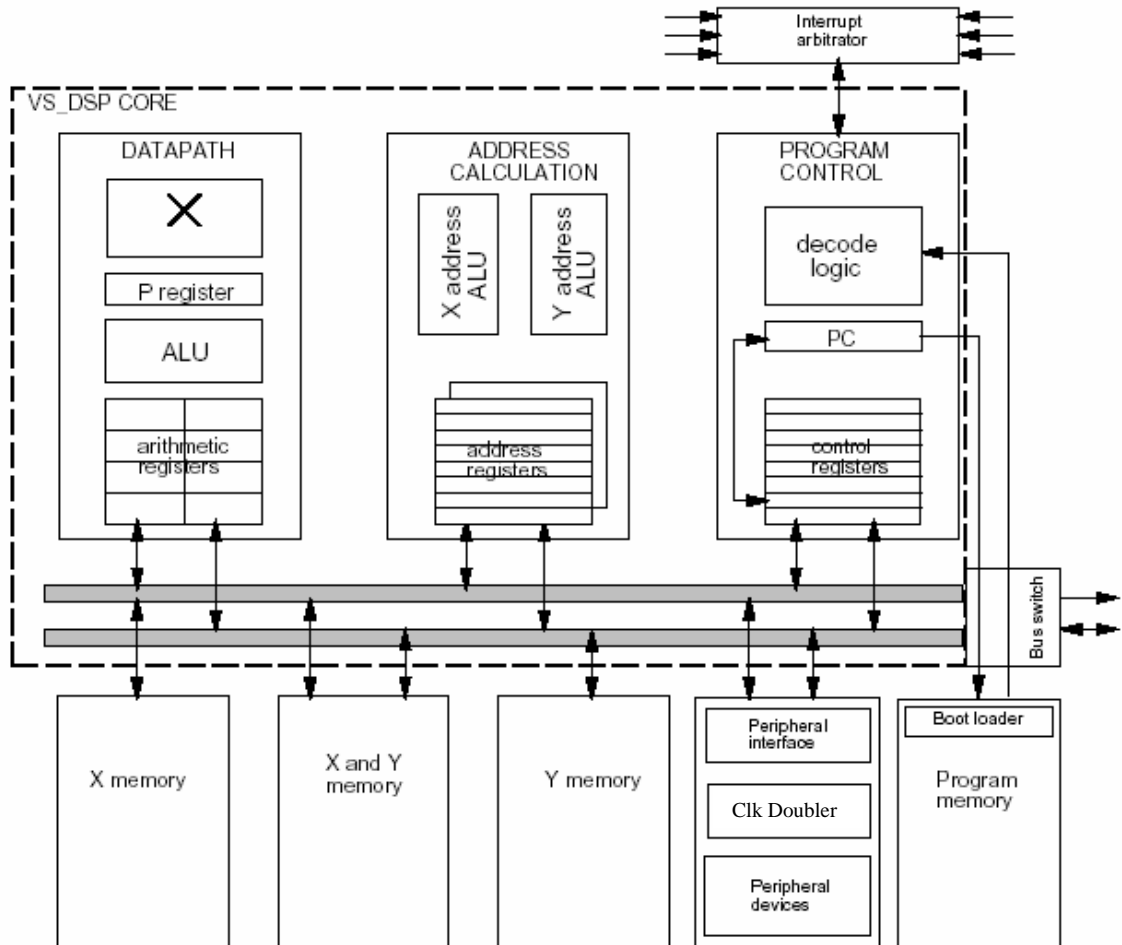 Interrupt
arbitrator
VS_DSP CORE
DATAPATH
X
P register
ALU
arithmetic
registers
ADDRESS
CALCULATION
X address
ALU
Y address
ALU
address
registers
PROGRAM
CONTROL
decode
logic
PC
control
registers
Bus switch
X memory
X and Y
memory
Y memory
Peripheral
interface
Clk Doubler
Peripheral
devices
Boot loader
Program
memory